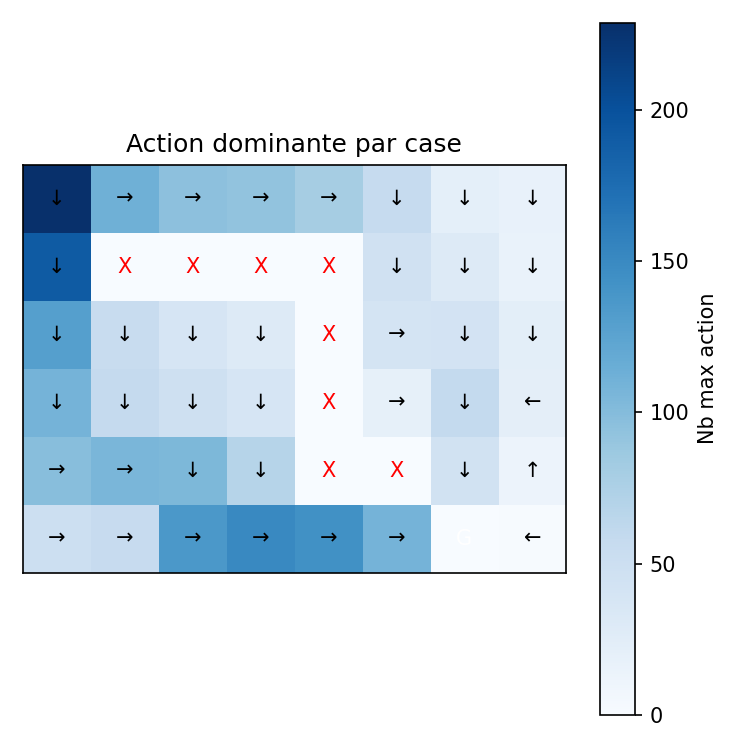 Action dominante par case
↓ → → → → ↓ ↓ ↓
↓ X X X X ↓ ↓ ↓
↓ ↓ ↓ ↓ X → ↓ ↓
↓ ↓ ↓ ↓ X → ↓ ←
→ → ↓ ↓ X X ↓ ↑
→ → → → → → G ←
200
150
100
50
0
Nb max action